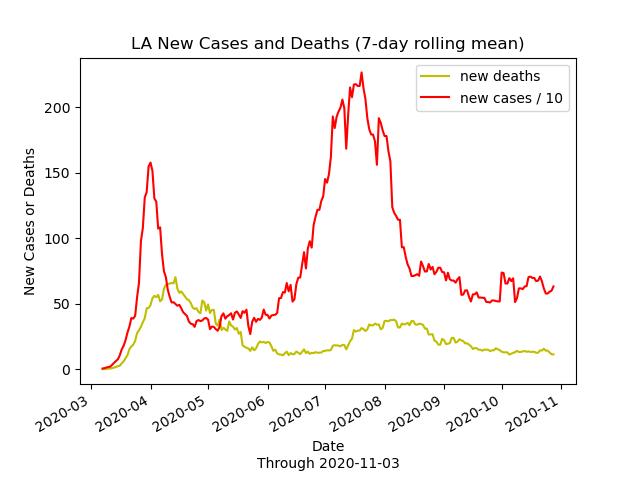 LA New Cases and Deaths (7-day rolling mean)
new deaths
new cases / 10
New Cases or Deaths
200
150
100
50
0
2020-03
2020-04
2020-05
2020-06
2020-07
2020-08
2020-09
2020-10
2020-11
Date
Through 2020-11-03